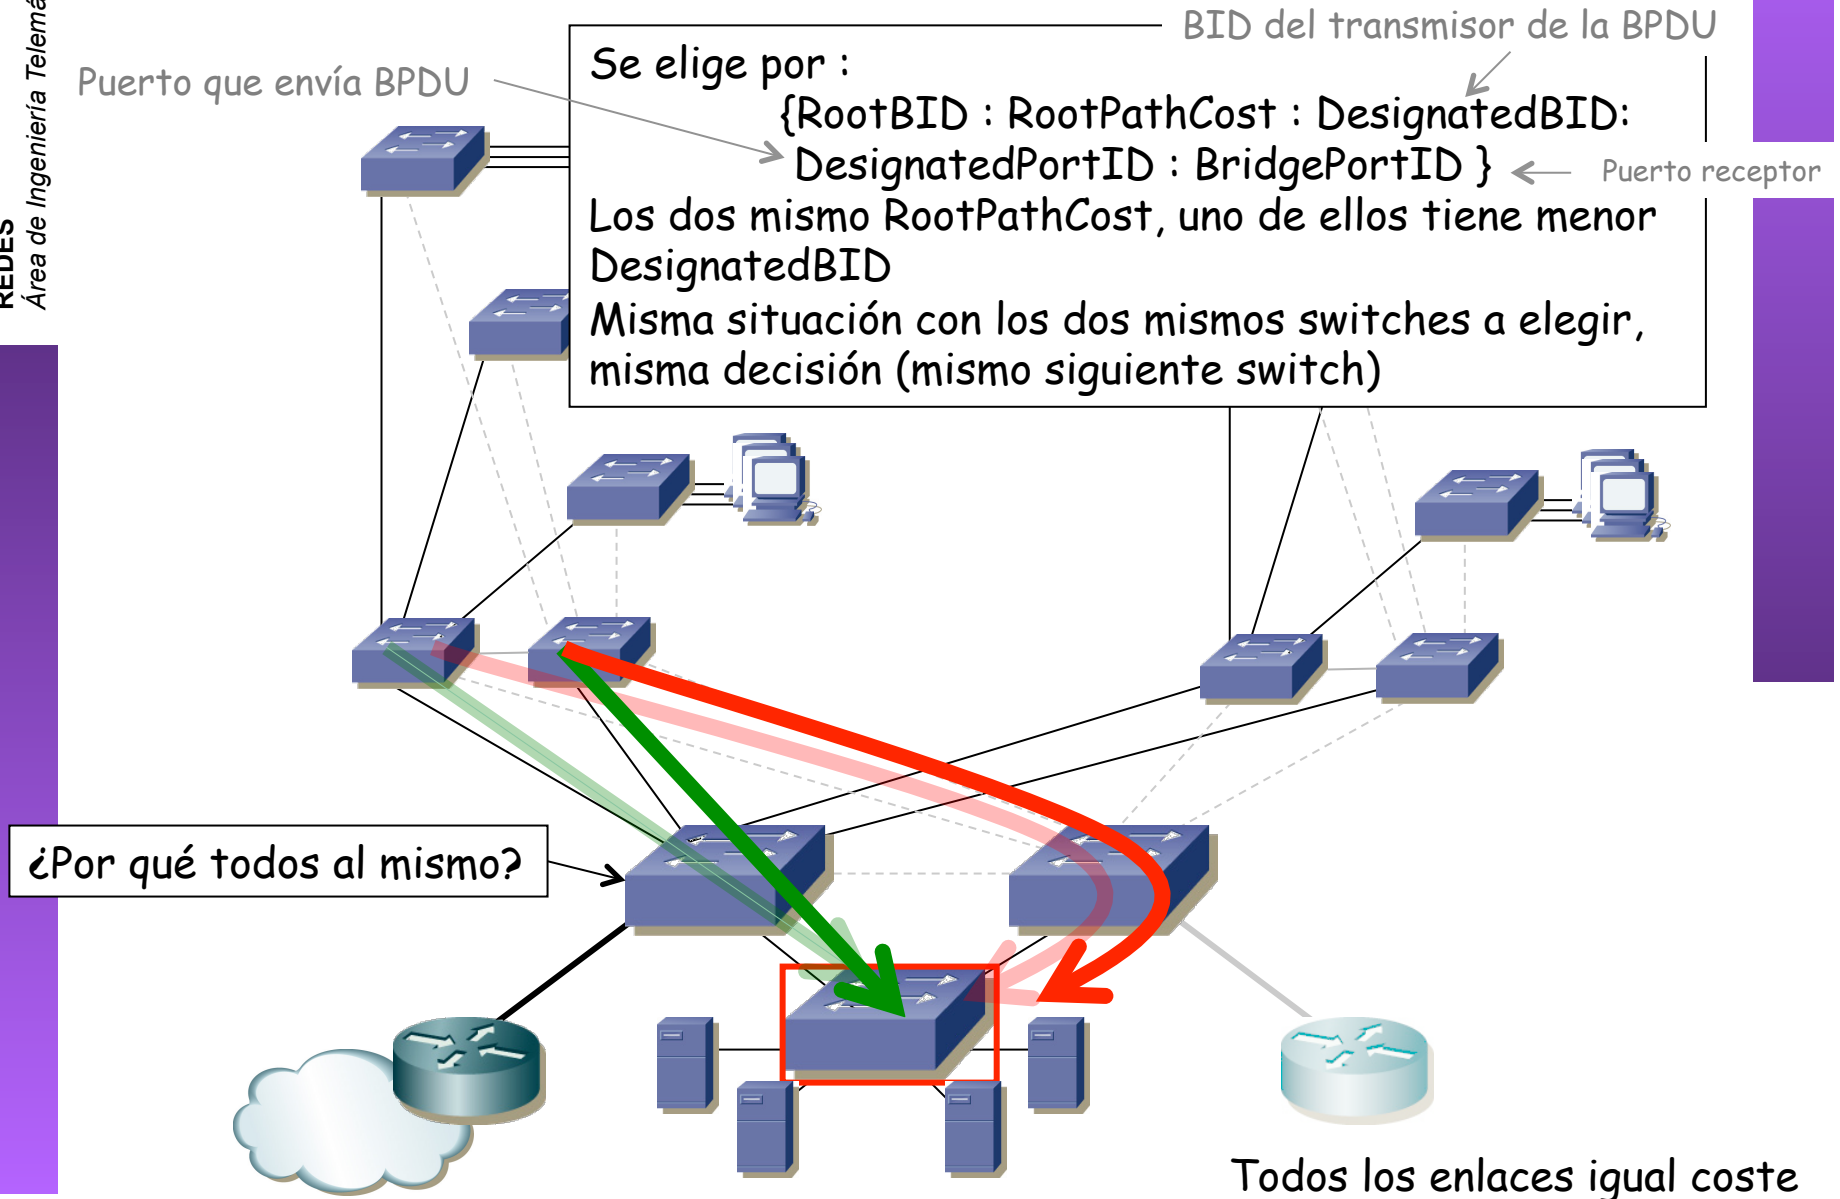 REDES
Área de Ingeniería
BID del transmisor de la BPDU
Puerto que envía BPDU
Se elige por :
{RootBID : RootPathCost : DesignatedBID:
DesignatedPortID : BridgePortID }
Puerto receptor
Los dos mismo RootPathCost, uno de ellos tiene menor
DesignatedBID
Misma situación con los dos mismos switches a elegir,
misma decisión (mismo siguiente switch)
¿Por qué todos al mismo?
Todos los enlaces igual coste